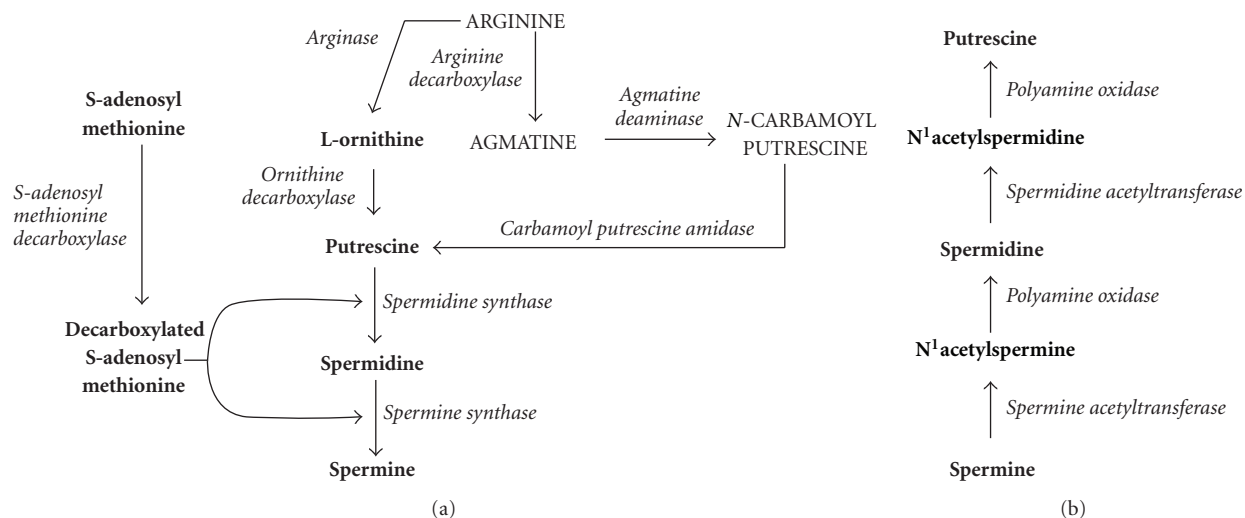 ARGININE
Arginase
Arginine
decarboxylase
S-adenosyl
methionine
L-ornithine
AGMATINE
Agmatine
deaminase
N-CARBAMOYL
PUTRESCINE
S-adenosyl
methionine
decarboxylase
Ornithine
decarboxylase
Carbamoyl putrescine amidase
Putrescine
Spermidine synthase
Decarboxylated
S-adenosyl
methionine
Spermidine
Spermine synthase
Spermine
(a)
Putrescine
Polyamine oxidase
N¹acetylspermidine
Spermidine acetyltransferase
Spermidine
Polyamine oxidase
N¹acetylspermine
Spermine acetyltransferase
Spermine
(b)